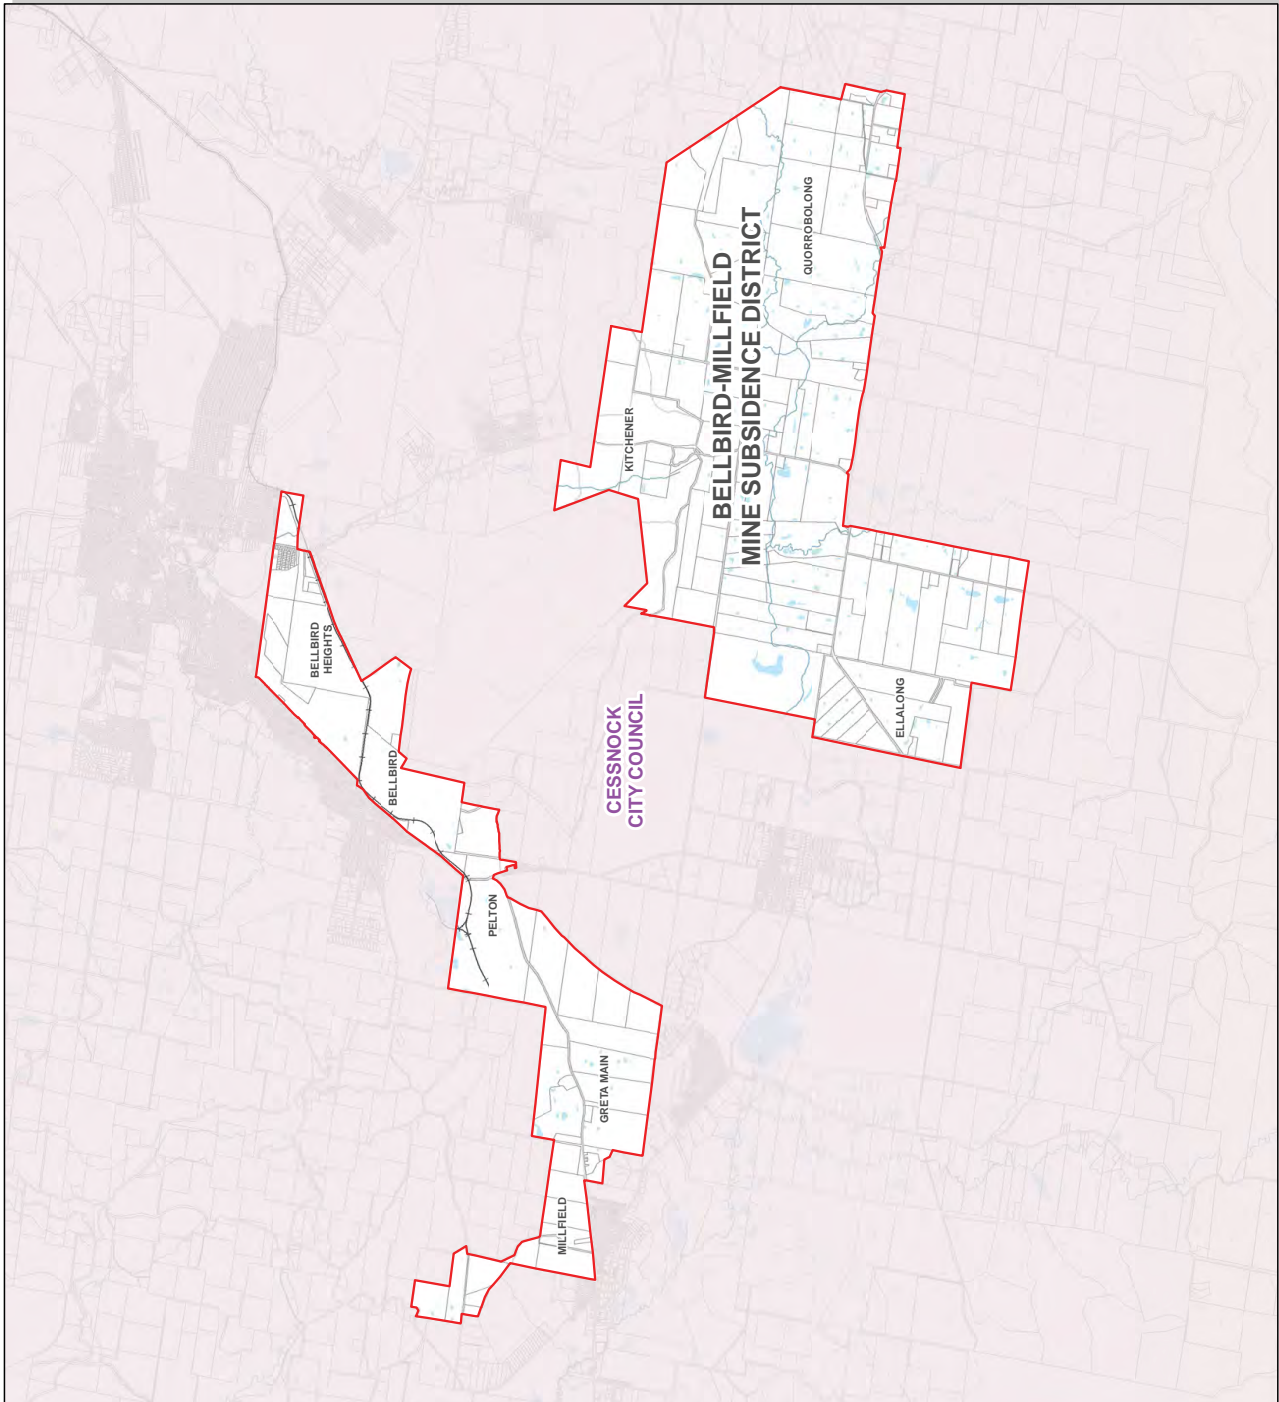 BELLBIRD-MILLFIELD
MINE SUBSIDENCE DISTRICT
QUORROBOLONG
KITCHENER
ELLALONG
CESSNOCK
CITY COUNCIL
BELLBIRD
HEIGHTS
BELLBIRD
PELTON
GRETA MAIN
MILLFIELD